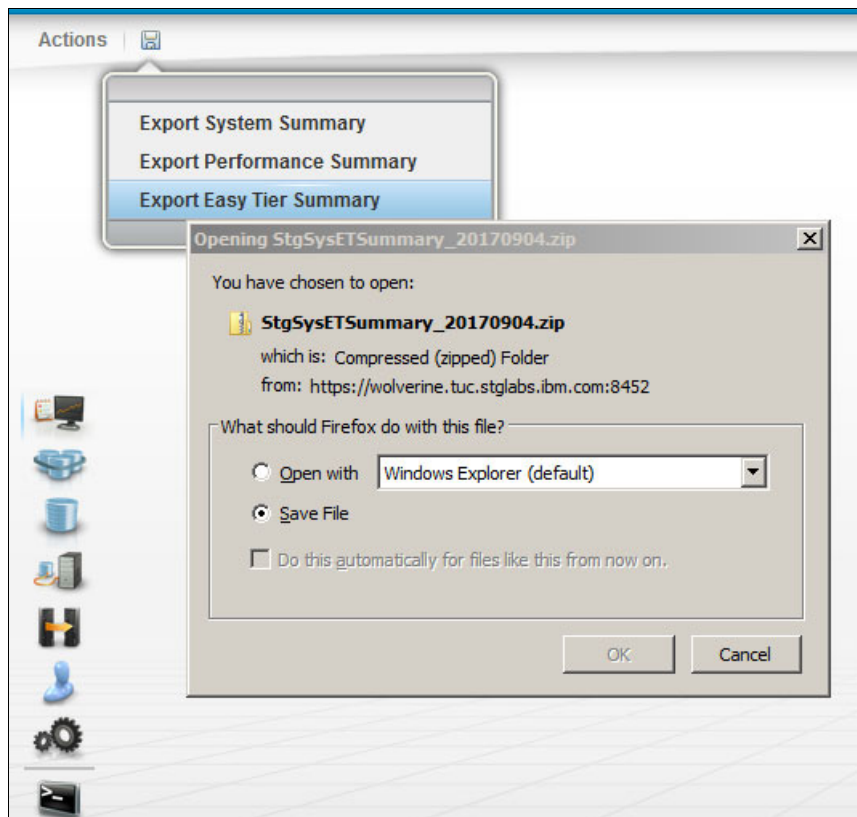 Actions
Export System Summary
Export Performance Summary
Export Easy Tier Summary
Opening StgSysETSummary_20170904.zip
You have chosen to open:
StgSysETSummary_20170904.zip
which is: Compressed (zipped) Folder
from: https://wolverine.tuc.stglabs.ibm.com:8452
What should Firefox do with this file?
Open with Windows Explorer (default)
Save File
Do this automatically for files like this from now on.
OK Cancel
>_